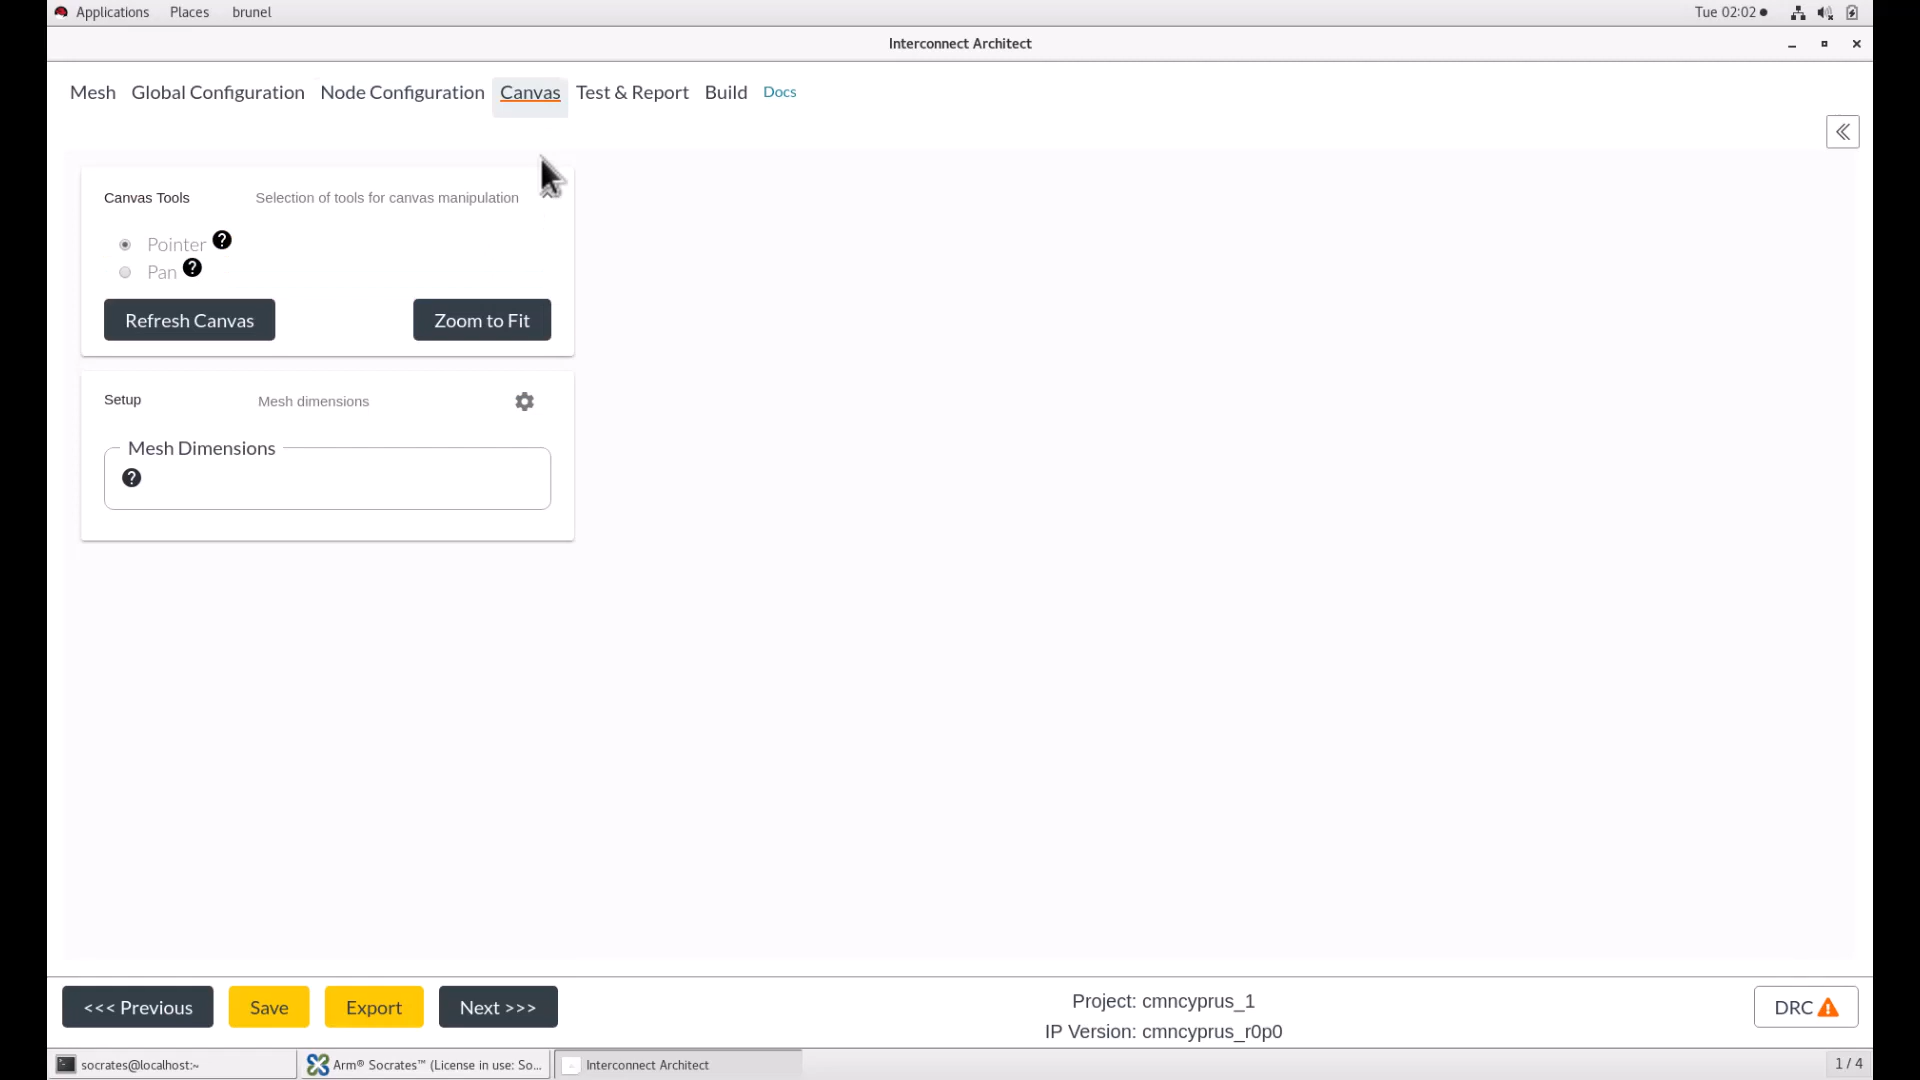 Applications Places brunel Tue 02:02
Interconnect Architect
Mesh Global Configuration Node Configuration Canvas Test & Report Build Docs
Canvas Tools Selection of tools for canvas manipulation
Pointer ?
Pan ?
Refresh Canvas Zoom to Fit
Setup Mesh dimensions
Mesh Dimensions
?
<<< Previous Save Export Next >>> Project: cmncyprus_1 DRC
IP Version: cmncyprus_r0p0
socrates@localhost:~ Arm® Socrates™ (License in use: So... Interconnect Architect 1 / 4